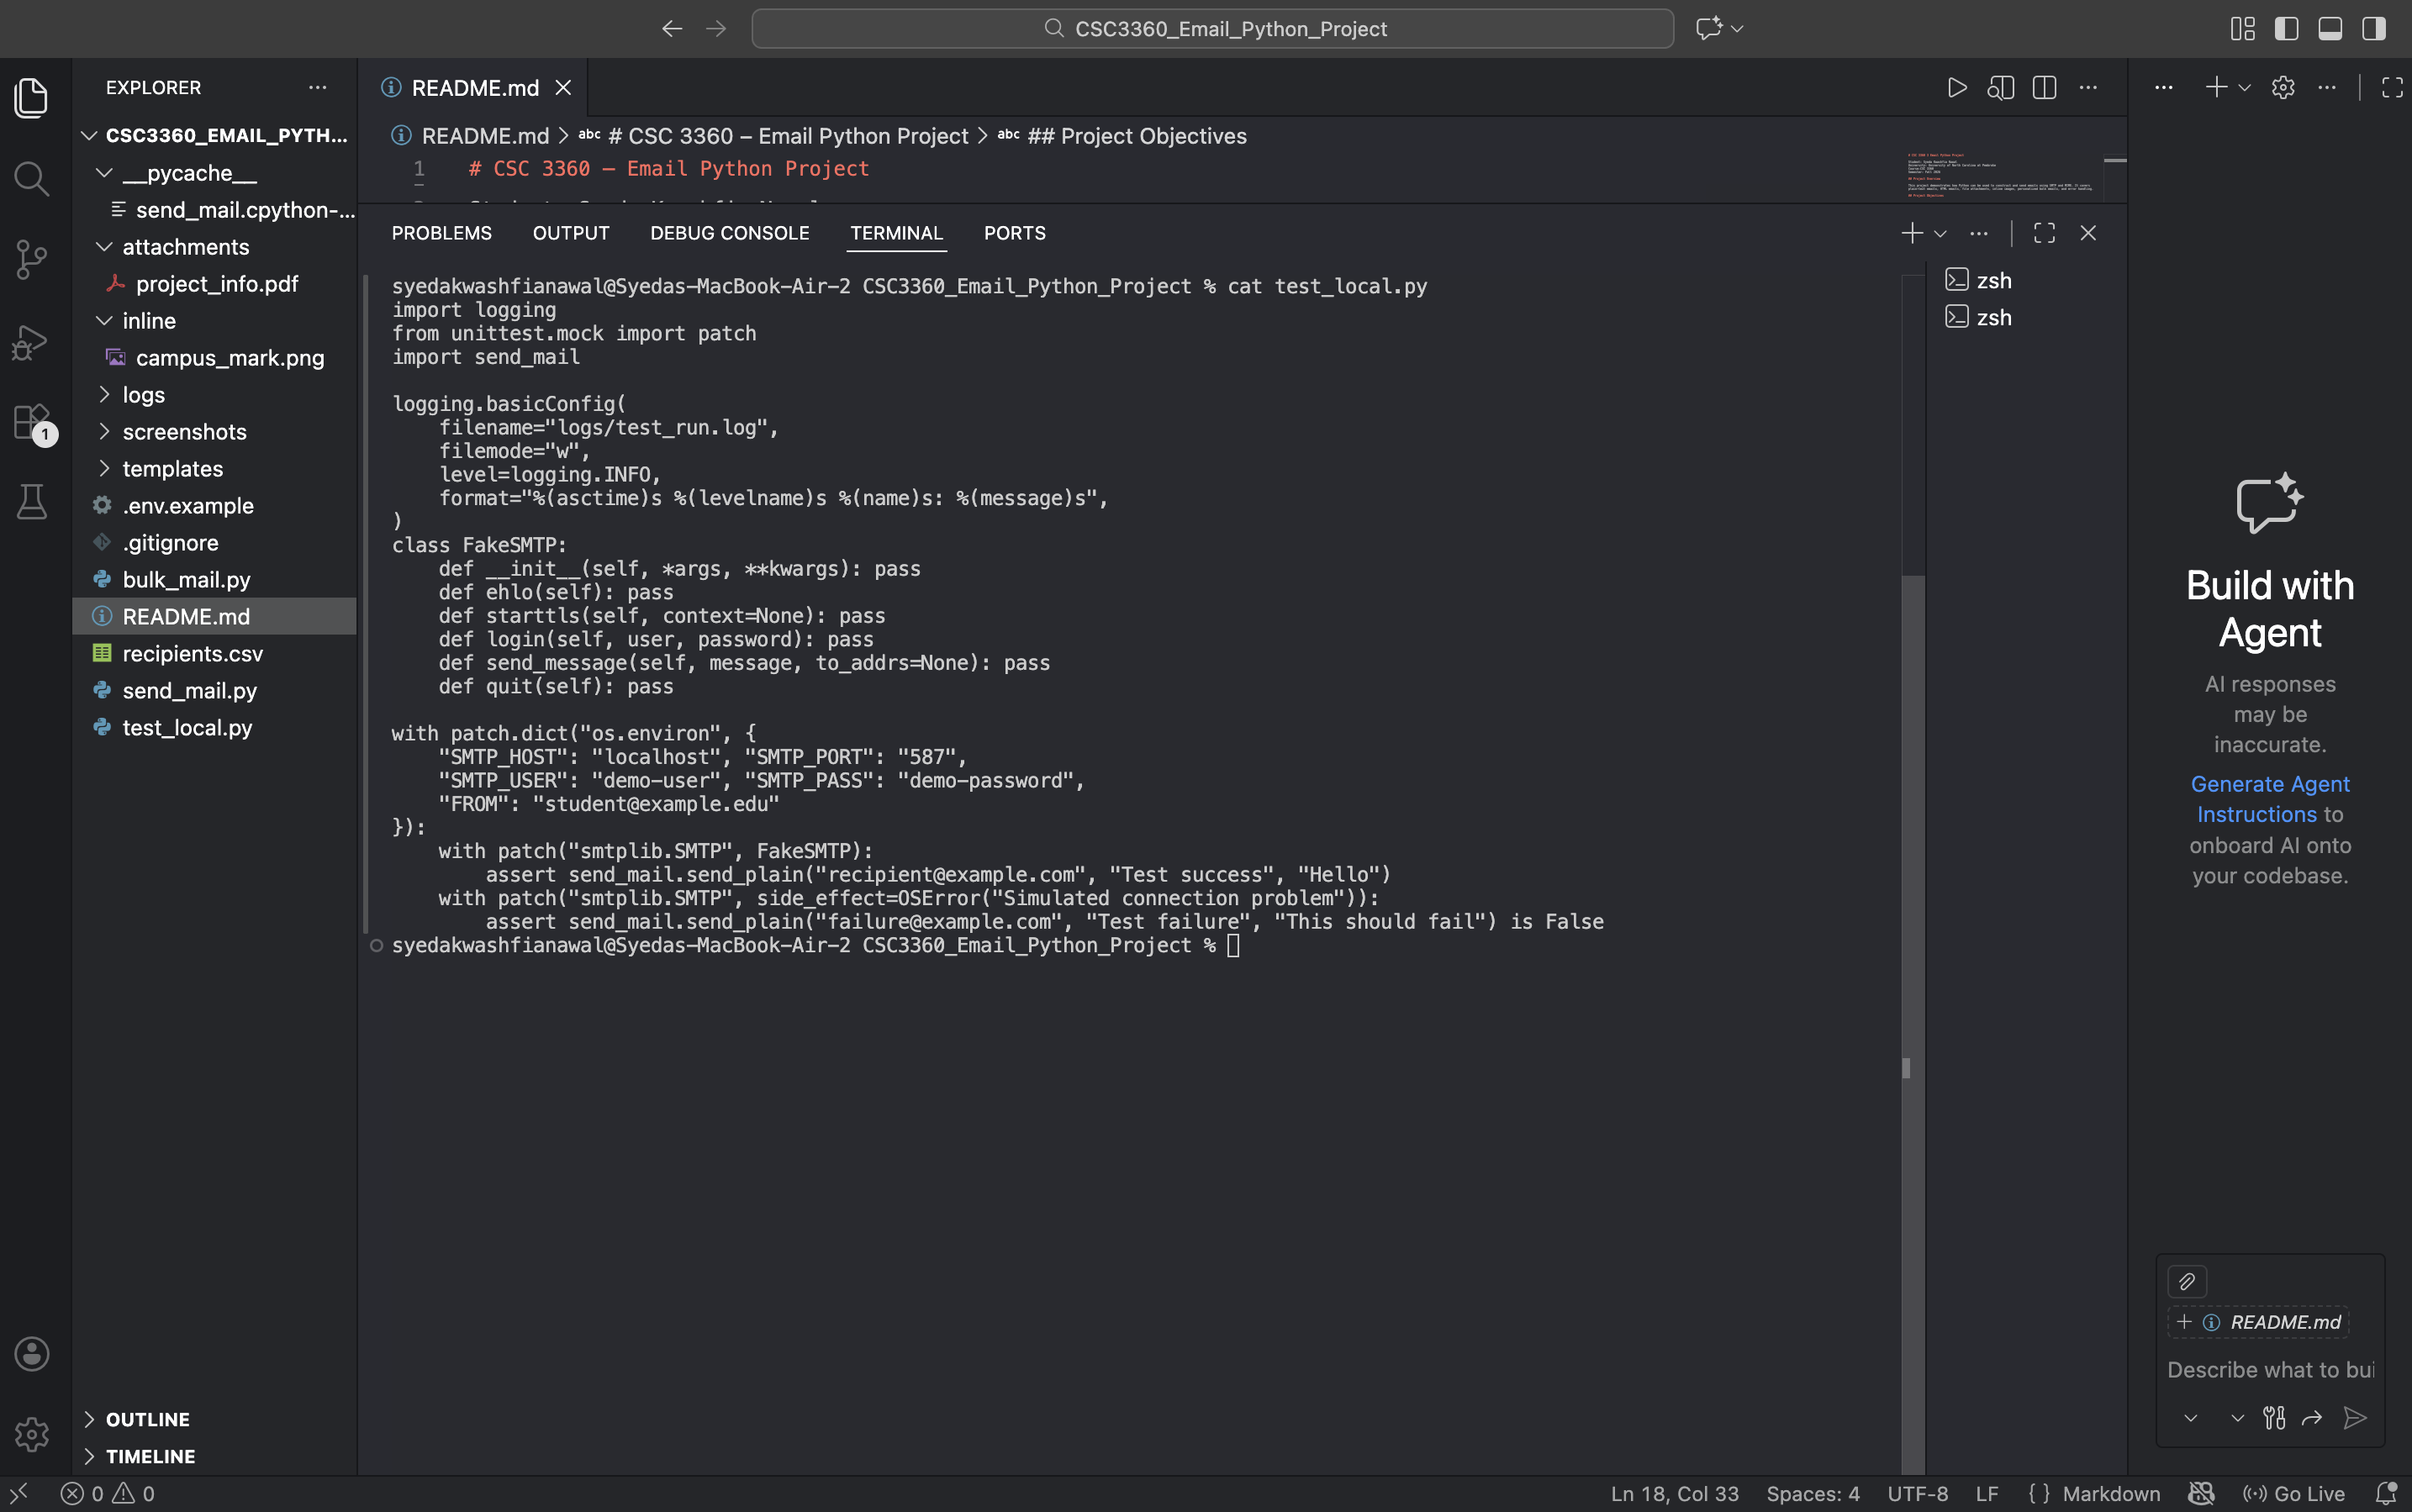 CSC3360_Email_Python_Project
EXPLORER
CSC3360_EMAIL_PYTH...
__pycache__
send_mail.cpython-...
attachments
project_info.pdf
inline
campus_mark.png
logs
screenshots
templates
.env.example
.gitignore
bulk_mail.py
README.md
recipients.csv
send_mail.py
test_local.py
OUTLINE
TIMELINE
1
README.md
README.md > abc # CSC 3360 – Email Python Project > abc ## Project Objectives
1 # CSC 3360 – Email Python Project
PROBLEMS OUTPUT DEBUG CONSOLE TERMINAL PORTS
syedakwashfianawal@Syedas-MacBook-Air-2 CSC3360_Email_Python_Project % cat test_local.py
import logging
from unittest.mock import patch
import send_mail
logging.basicConfig(
    filename="logs/test_run.log",
    filemode="w",
    level=logging.INFO,
    format="%(asctime)s %(levelname)s %(name)s: %(message)s",
)
class FakeSMTP:
    def __init__(self, *args, **kwargs): pass
    def ehlo(self): pass
    def starttls(self, context=None): pass
    def login(self, user, password): pass
    def send_message(self, message, to_addrs=None): pass
    def quit(self): pass
with patch.dict("os.environ", {
    "SMTP_HOST": "localhost", "SMTP_PORT": "587",
    "SMTP_USER": "demo-user", "SMTP_PASS": "demo-password",
    "FROM": "student@example.edu"
}):
    with patch("smtplib.SMTP", FakeSMTP):
        assert send_mail.send_plain("recipient@example.com", "Test success", "Hello")
    with patch("smtplib.SMTP", side_effect=OSError("Simulated connection problem")):
        assert send_mail.send_plain("failure@example.com", "Test failure", "This should fail") is False
syedakwashfianawal@Syedas-MacBook-Air-2 CSC3360_Email_Python_Project %
zsh
zsh
Build with
Agent
AI responses
may be
inaccurate.
Generate Agent
Instructions to
onboard AI onto
your codebase.
README.md
Describe what to bui
0 0
Ln 18, Col 33 Spaces: 4 UTF-8 LF {} Markdown Go Live